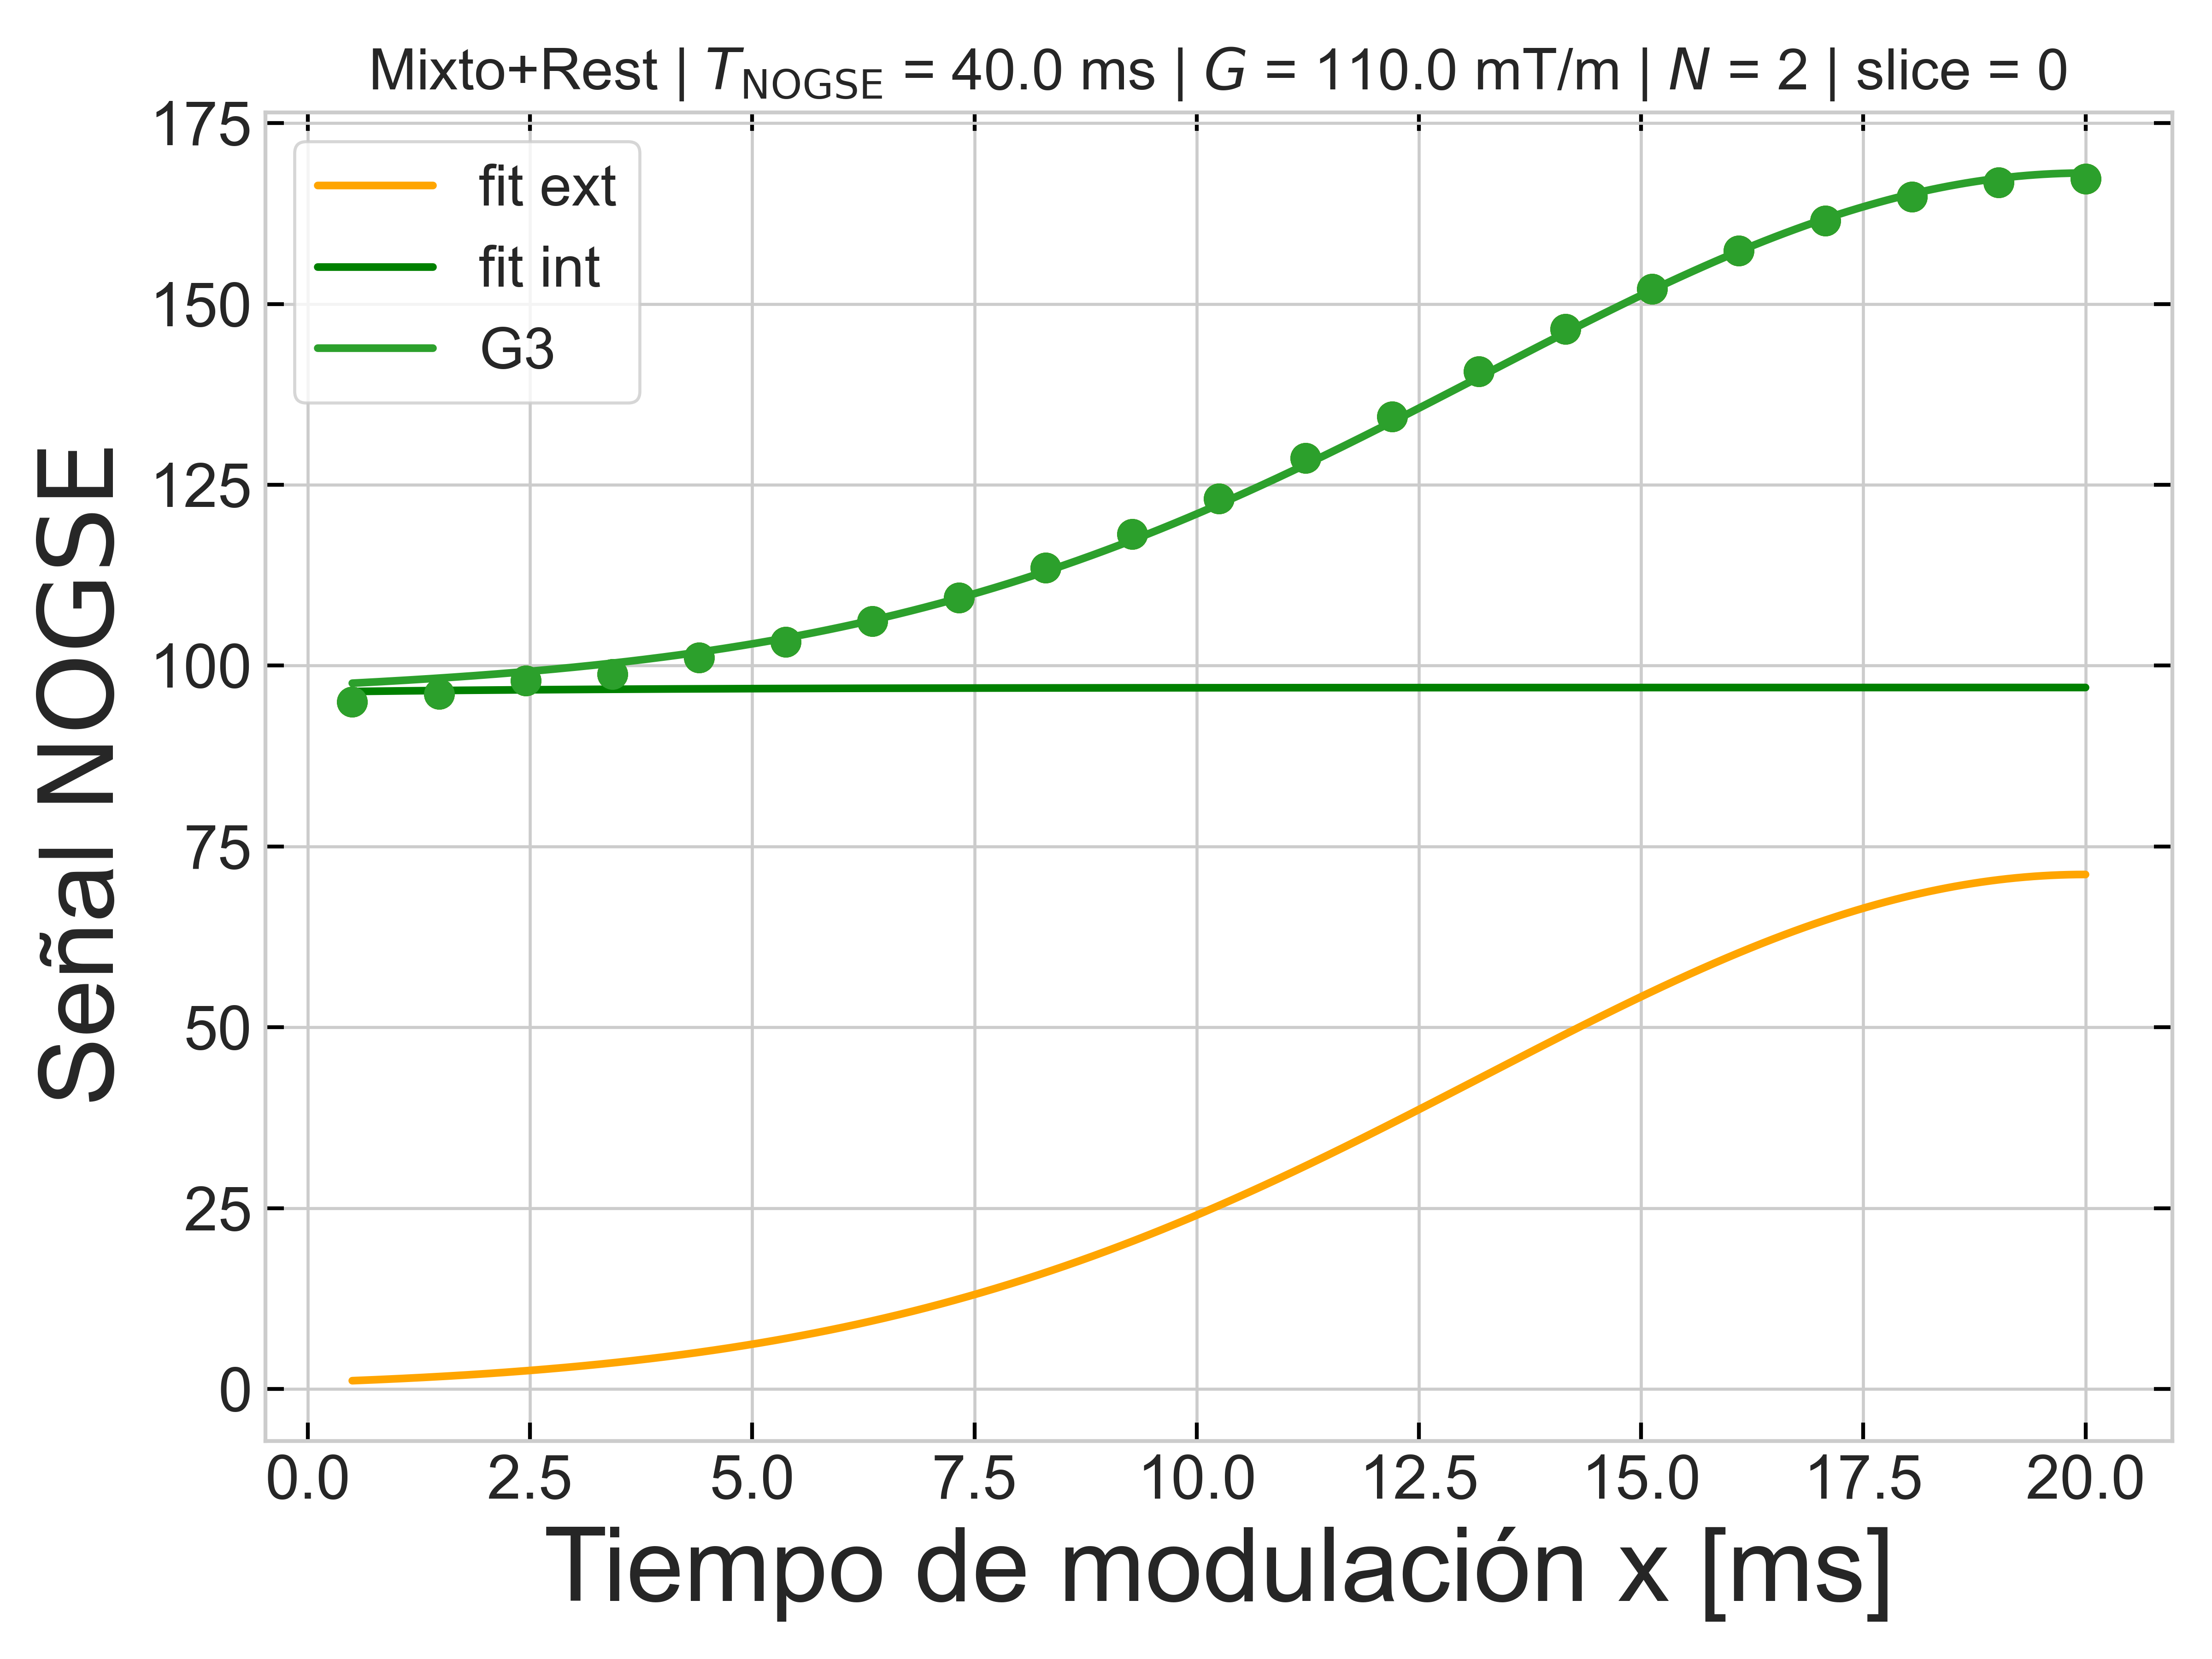 Mixto+Rest | T_NOGSE = 40.0 ms | G = 110.0 mT/m | N = 2 | slice = 0
175
150
125
100
75
50
25
0
fit ext
fit int
G3
Señal NOGSE
0.0 2.5 5.0 7.5 10.0 12.5 15.0 17.5 20.0
Tiempo de modulación x [ms]